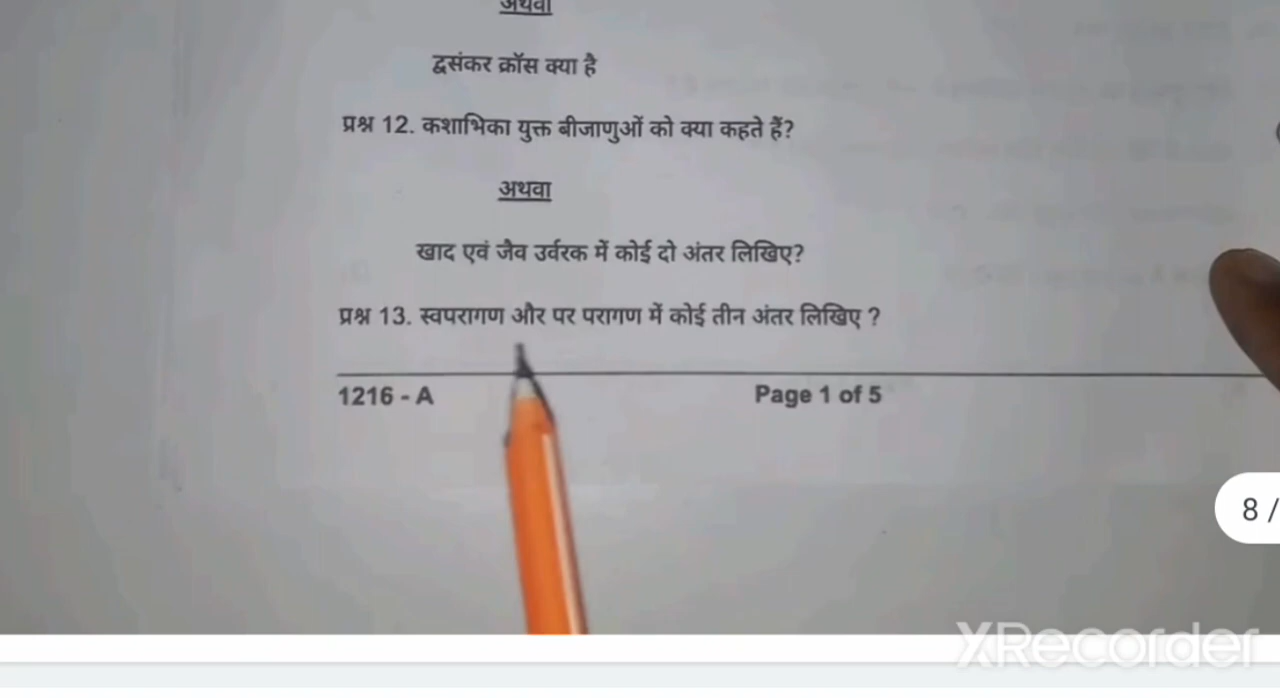 अथवा
द्वसंकर क्रॉस क्या है
प्रश्न 12. कशाभिका युक्त बीजाणुओं को क्या कहते हैं?
अथवा
खाद एवं जैव उर्वरक में कोई दो अंतर लिखिए?
प्रश्न 13. स्वपरागण और पर परागण में कोई तीन अंतर लिखिए ?
1216 - A Page 1 of 5
8 /
XRecorder